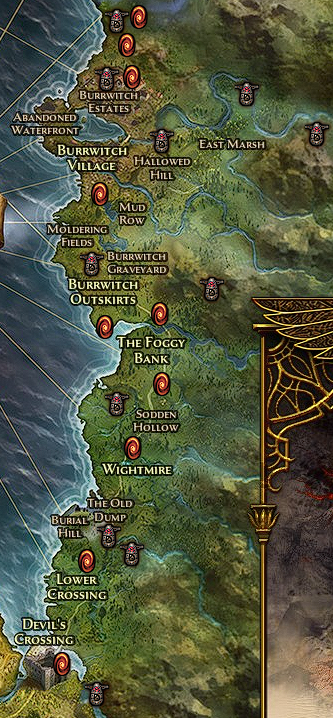 Burrwitch
Estates
Abandoned
Waterfront
East Marsh
Burrwitch
Village
Hallowed
Hill
Mud
Row
Moldering
Fields
Burrwitch
Graveyard
Burrwitch
Outskirts
The Foggy
Bank
Sodden
Hollow
Wightmire
The Old
Dump
Burial
Hill
Lower
Crossing
Devil's
Crossing